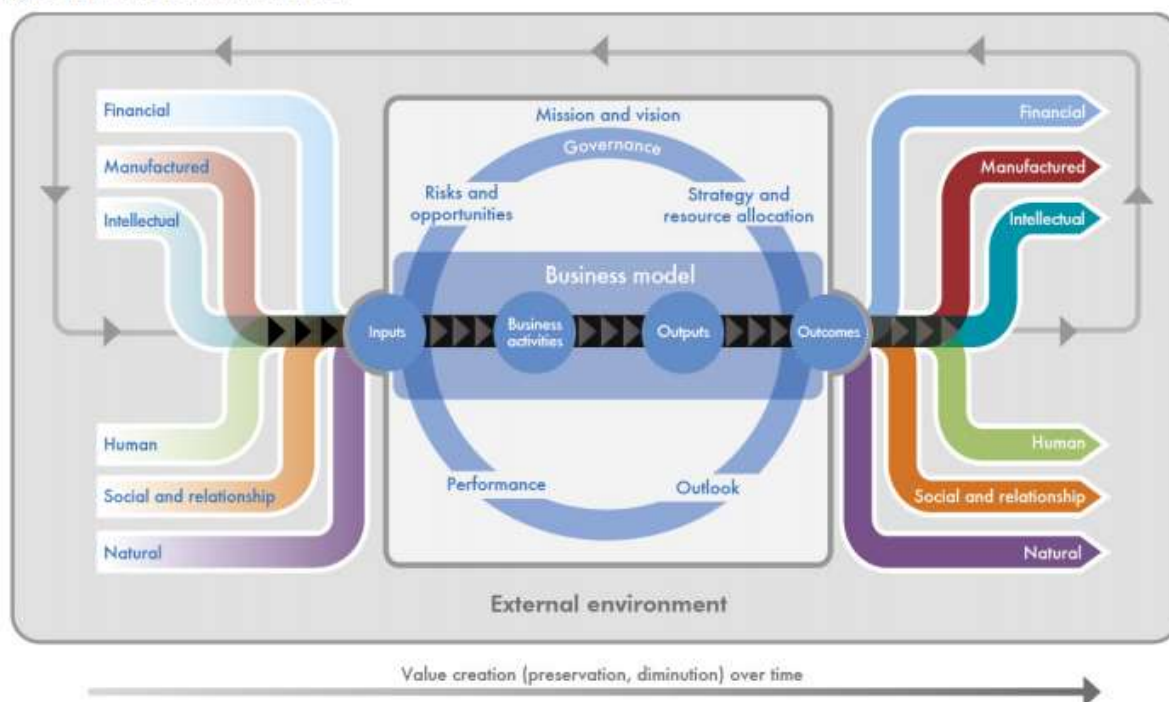 Financial
Manufactured
Intellectual
Human
Social and relationship
Natural
Mission and vision
Governance
Risks and
opportunities
Strategy and
resource allocation
Business model
Inputs
Business
activities
Outputs
Outcomes
Performance
Outlook
Financial
Manufactured
Intellectual
Human
Social and relationship
Natural
External environment
Value creation (preservation, diminution) over time